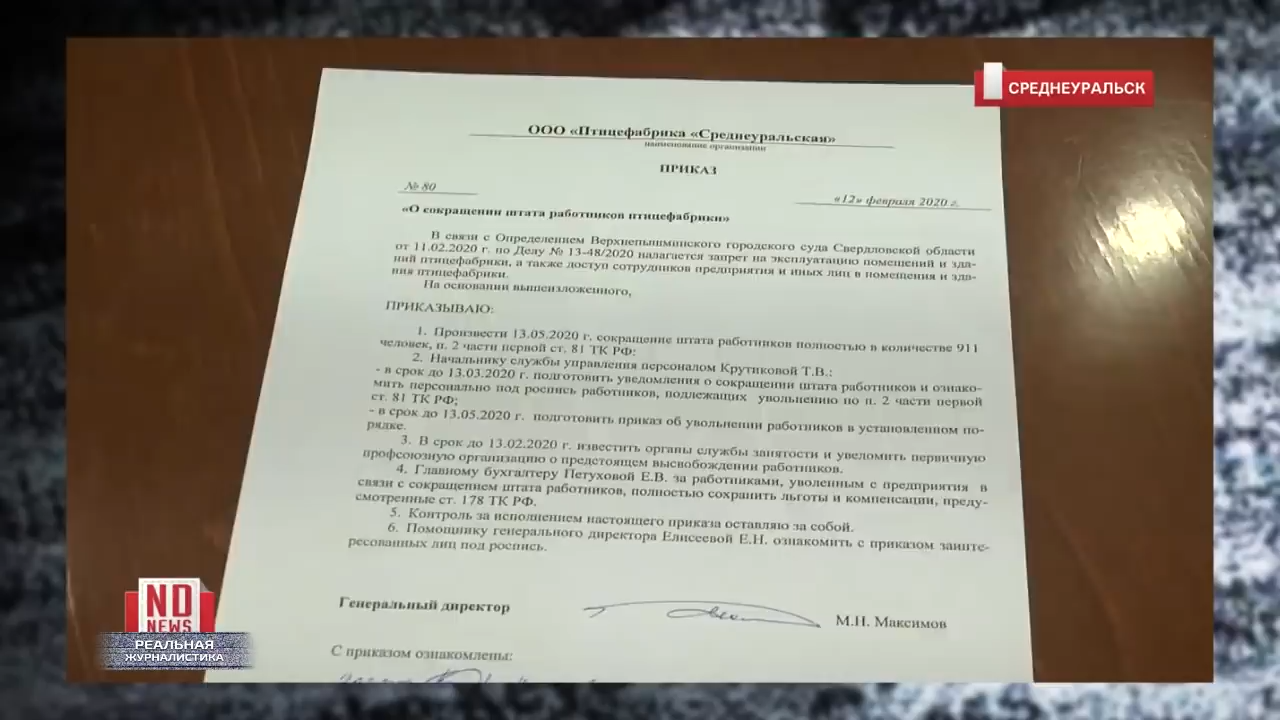 СРЕДНЕУРАЛЬСК
ООО «Птицефабрика «Среднеуральская»
наименование организации
ПРИКАЗ
№ 80
«12» февраля 2020 г.
«О сокращении штата работников птицефабрики»
В связи с Определением Верхнепышминского городского суда Свердловской области
от 11.02.2020 г. по Делу № 13-48/2020 налагается запрет на эксплуатацию помещений и зда-
ний птицефабрики, а также доступ сотрудников предприятия и иных лиц в помещения и зда-
ния птицефабрики.
На основании вышеизложенного,
ПРИКАЗЫВАЮ:
1. Произвести 13.05.2020 г. сокращение штата работников полностью в количестве 911
человек, п. 2 части первой ст. 81 ТК РФ:
2. Начальнику службы управления персоналом Крутиковой Т.В.:
- в срок до 13.03.2020 г. подготовить уведомления о сокращении штата работников и ознако-
мить персонально под роспись работников, подлежащих увольнению по п. 2 части первой
ст. 81 ТК РФ;
- в срок до 13.05.2020 г. подготовить приказ об увольнении работников в установленном по-
рядке.
3. В срок до 13.02.2020 г. известить органы службы занятости и уведомить первичную
профсоюзную организацию о предстоящем высвобождении работников.
4. Главному бухгалтеру Петуховой Е.В. за работниками, уволенным с предприятия в
связи с сокращением штата работников, полностью сохранить льготы и компенсации, преду-
смотренные ст. 178 ТК РФ.
5. Контроль за исполнением настоящего приказа оставляю за собой.
6. Помощнику генерального директора Елисеевой Е.Н. ознакомить с приказом заинте-
ресованных лиц под роспись.
Генеральный директор
М.Н. Максимов
С приказом ознакомлены:
ND
NEWS
РЕАЛЬНАЯ
ЖУРНАЛИСТИКА